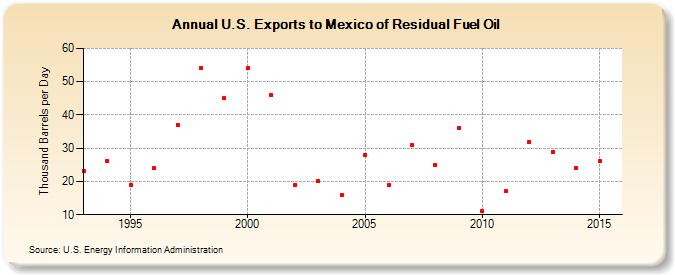 Annual U.S. Exports to Mexico of Residual Fuel Oil
Thousand Barrels per Day
60
50
40
30
20
10
1995 2000 2005 2010 2015
Source: U.S. Energy Information Administration